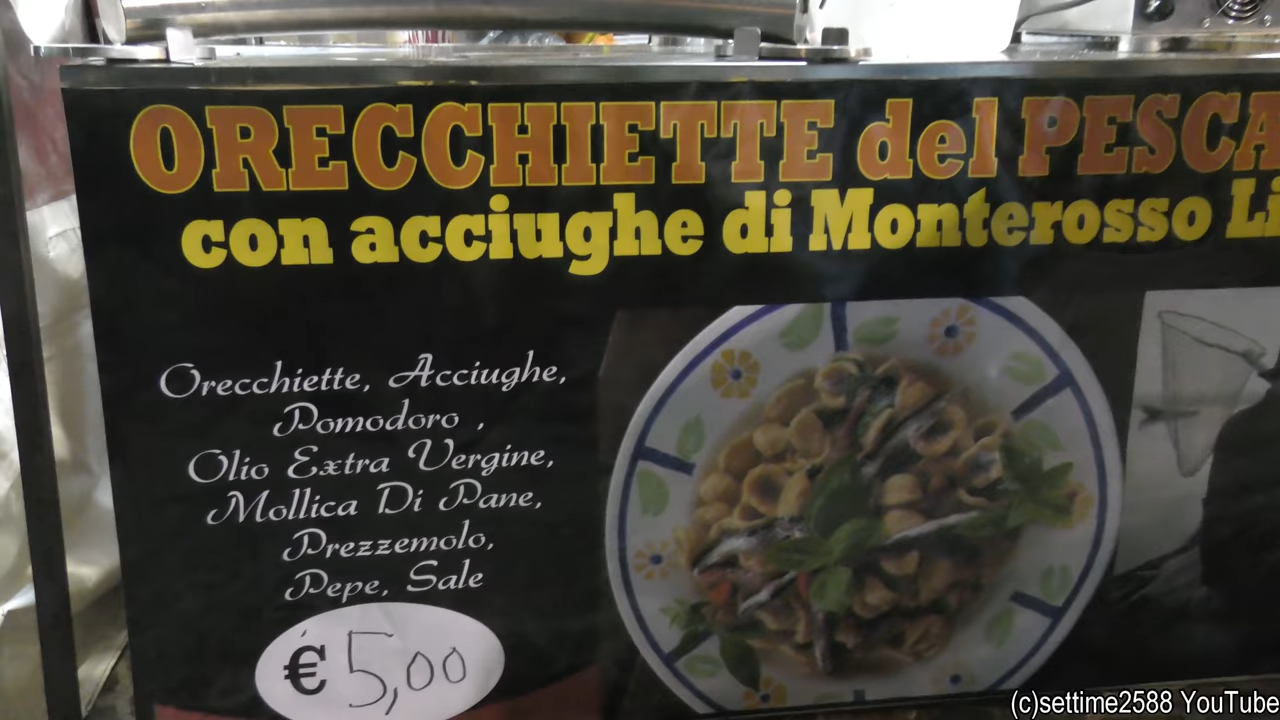 ORECCHIETTE del PESCA
con acciughe di Monterosso Li
Orecchiette, Acciughe,
Pomodoro ,
Olio Extra Vergine,
Mollica Di Pane,
Prezzemolo,
Pepe, Sale
€ 5,00
(c)settime2588 YouTube